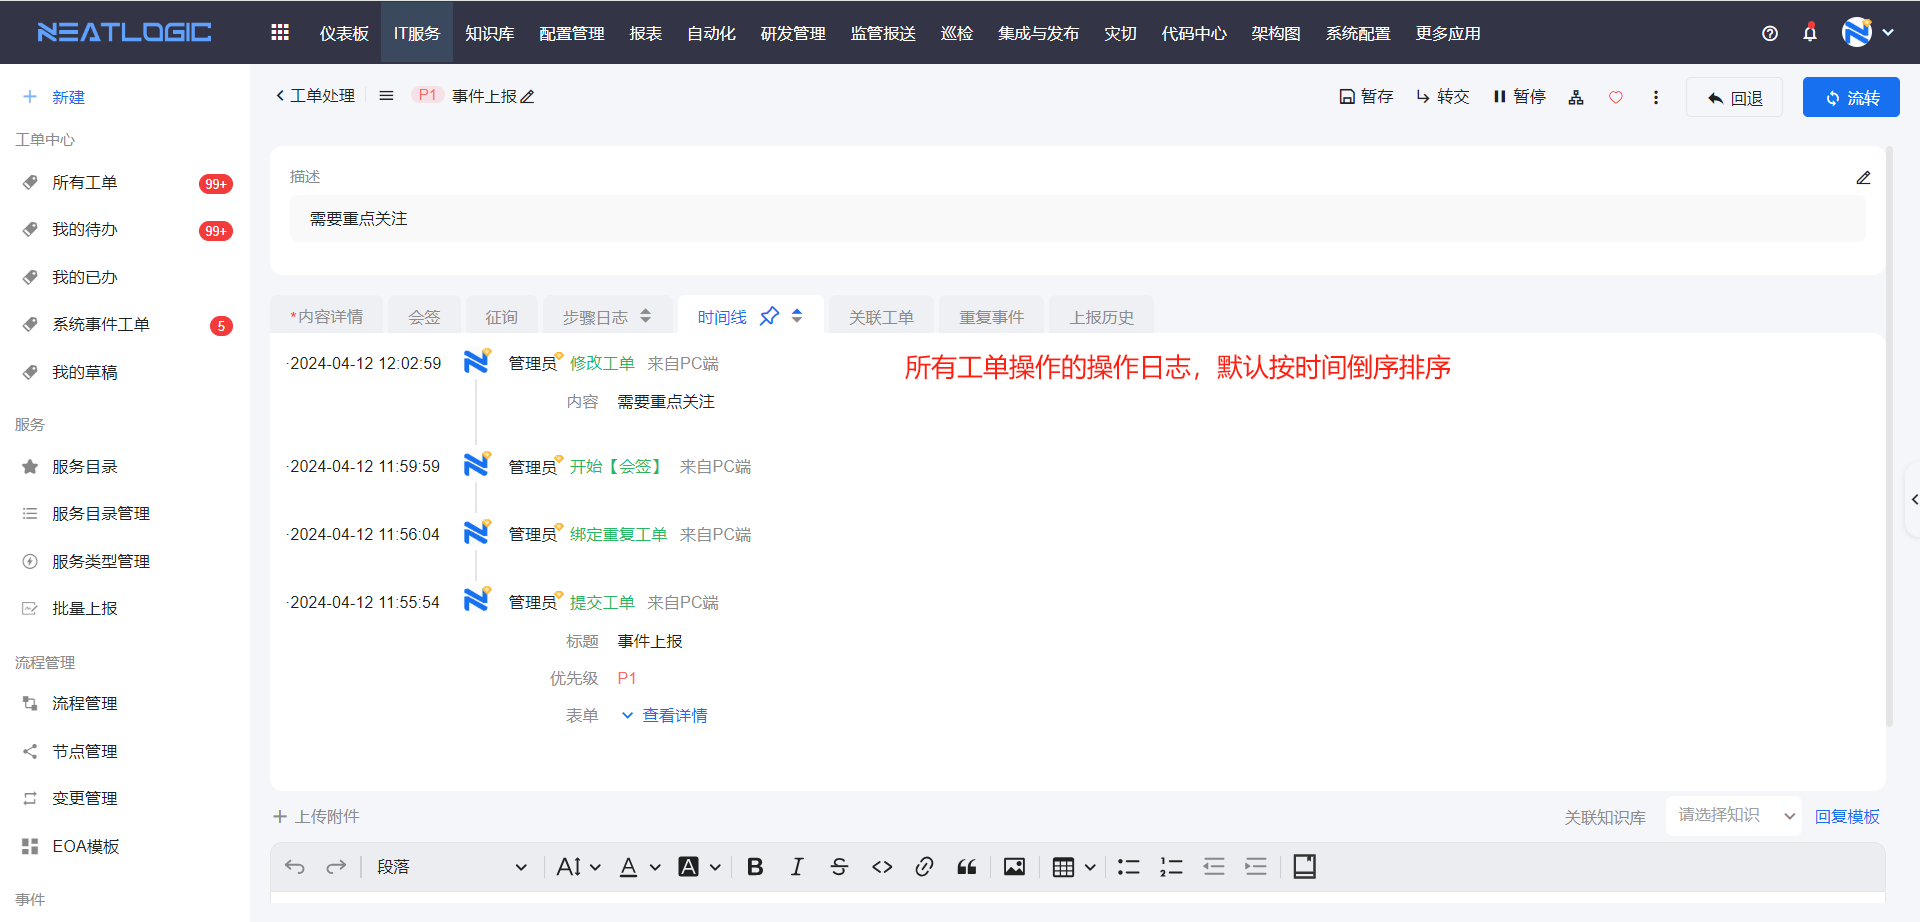 NEATLOGIC
仪表板 IT服务 知识库 配置管理 报表 自动化 研发管理 监管报送 巡检 集成与发布 灾切 代码中心 架构图 系统配置 更多应用
新建
工单中心
所有工单 99+
我的待办 99+
我的已办
系统事件工单 5
我的草稿
服务
服务目录
服务目录管理
服务类型管理
批量上报
流程管理
流程管理
节点管理
变更管理
EOA模板
事件
工单处理 P1 事件上报
暂存 转交 暂停 回退 流转
描述
需要重点关注
*内容详情 会签 征询 步骤日志 时间线 关联工单 重复事件 上报历史
2024-04-12 12:02:59 管理员 修改工单 来自PC端
所有工单操作的操作日志，默认按时间倒序排序
内容 需要重点关注
2024-04-12 11:59:59 管理员 开始【会签】 来自PC端
2024-04-12 11:56:04 管理员 绑定重复工单 来自PC端
2024-04-12 11:55:54 管理员 提交工单 来自PC端
标题 事件上报
优先级 P1
表单 查看详情
上传附件
关联知识库 请选择知识 回复模板
段落